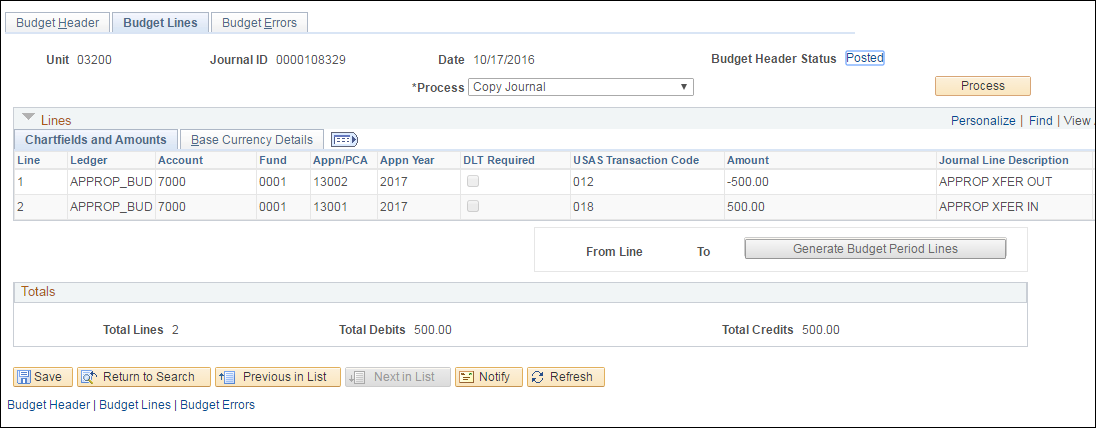 Budget Header Budget Lines Budget Errors
Unit 03200 Journal ID 0000108329 Date 10/17/2016 Budget Header Status Posted
*Process Copy Journal Process
Lines Personalize | Find | View
Chartfields and Amounts Base Currency Details
Line Ledger Account Fund Appn/PCA Appn Year DLT Required USAS Transaction Code Amount Journal Line Description
1 APPROP_BUD 7000 0001 13002 2017 012 -500.00 APPROP XFER OUT
2 APPROP_BUD 7000 0001 13001 2017 018 500.00 APPROP XFER IN
From Line To Generate Budget Period Lines
Totals
Total Lines 2 Total Debits 500.00 Total Credits 500.00
Save Return to Search Previous in List Next in List Notify Refresh
Budget Header | Budget Lines | Budget Errors